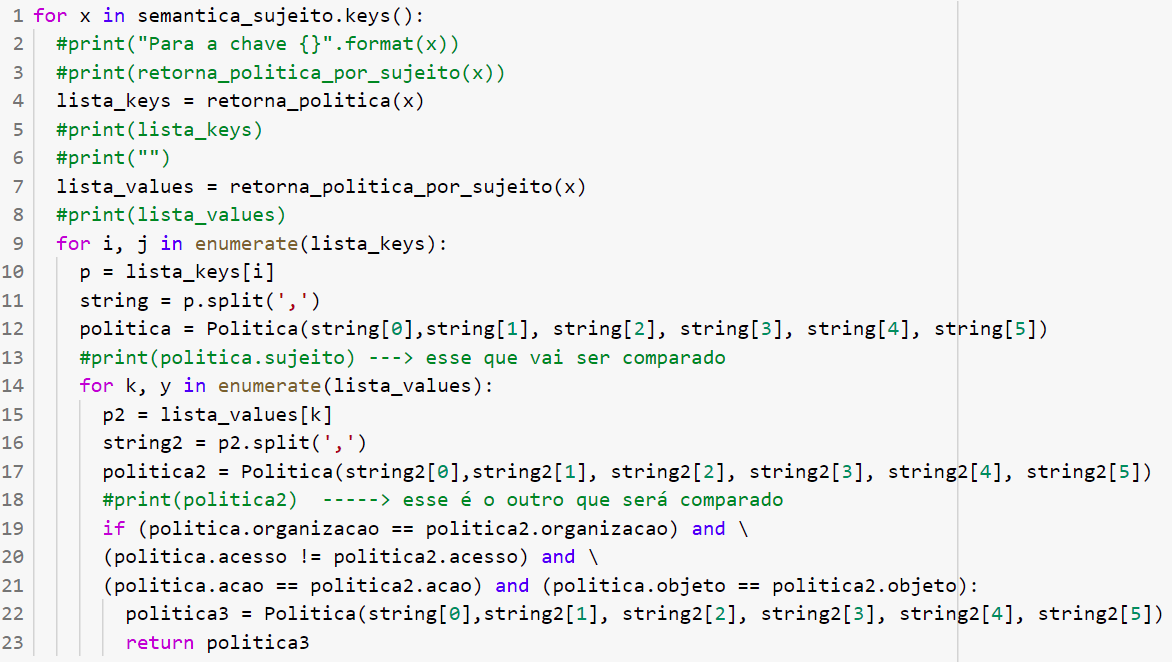 1 for x in semantica_sujeito.keys():
2 #print("Para a chave {}".format(x))
3 #print(retorna_politica_por_sujeito(x))
4 lista_keys = retorna_politica(x)
5 #print(lista_keys)
6 #print("")
7 lista_values = retorna_politica_por_sujeito(x)
8 #print(lista_values)
9 for i, j in enumerate(lista_keys):
10 p = lista_keys[i]
11 string = p.split(',')
12 politica = Politica(string[0],string[1], string[2], string[3], string[4], string[5])
13 #print(politica.sujeito) ---> esse que vai ser comparado
14 for k, y in enumerate(lista_values):
15 p2 = lista_values[k]
16 string2 = p2.split(',')
17 politica2 = Politica(string2[0],string2[1], string2[2], string2[3], string2[4], string2[5])
18 #print(politica2)  -----> esse é o outro que será comparado
19 if (politica.organizacao == politica2.organizacao) and \
20 (politica.acesso != politica2.acesso) and \
21 (politica.acao == politica2.acao) and (politica.objeto == politica2.objeto):
22 politica3 = Politica(string[0],string2[1], string2[2], string2[3], string2[4], string2[5])
23 return politica3